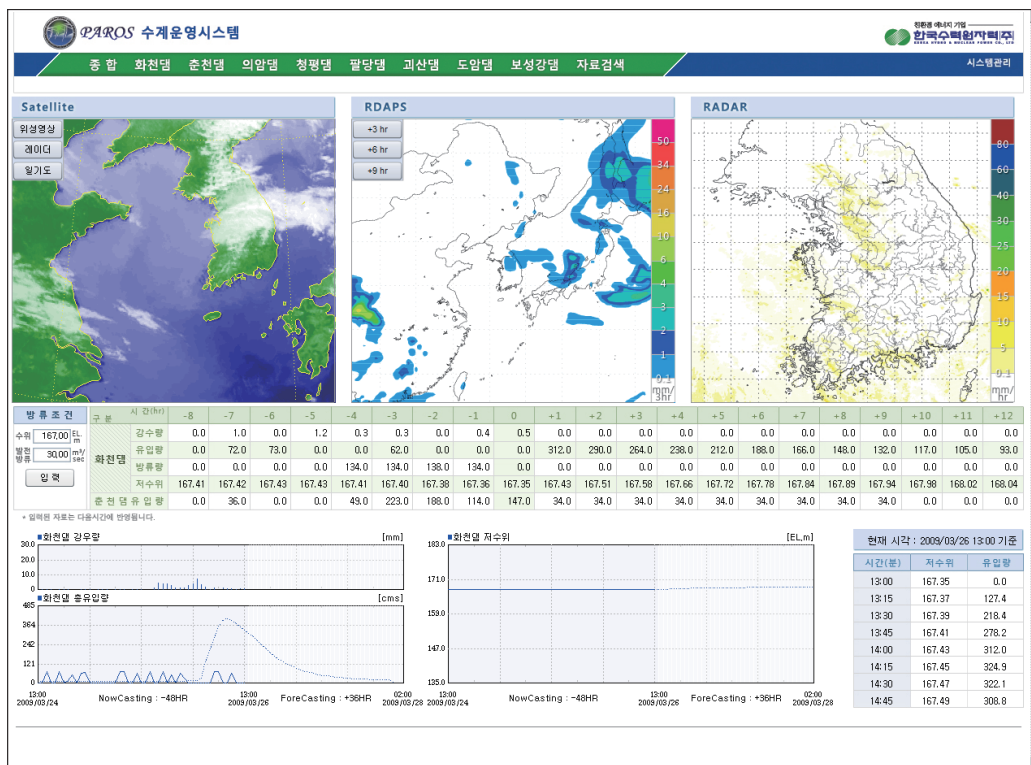 PAROS 수계운영시스템
친환경 에너지 기업
한국수력원자력(주)
KOREA HYDRO & NUCLEAR POWER CO., LTD
종 합 화천댐 춘천댐 의암댐 청평댐 팔당댐 괴산댐 도암댐 보성강댐 자료검색
시스템관리
Satellite
위성영상
레이더
일기도
RDAPS
+3 hr
+6 hr
+9 hr
50
34
24
16
10
6
4
3
2
1
0.1
mm/
3hr
RADAR
80
60
40
30
25
20
15
10
5
0.1
mm/
hr
방 류 조 건
수위 167.00 EL.m
발전방류 30.00 m³/sec
입 력
구 분 시 간(hr) -8 -7 -6 -5 -4 -3 -2 -1 0 +1 +2 +3 +4 +5 +6 +7 +8 +9 +10 +11 +12
화천댐
강수량 0.0 1.0 0.0 1.2 0.3 0.3 0.0 0.4 0.5 0.0 0.0 0.0 0.0 0.0 0.0 0.0 0.0 0.0 0.0 0.0 0.0
유입량 0.0 72.0 73.0 0.0 0.0 62.0 0.0 0.0 0.0 312.0 290.0 264.0 238.0 212.0 188.0 166.0 148.0 132.0 117.0 105.0 93.0
방류량 0.0 0.0 0.0 0.0 134.0 134.0 138.0 134.0 0.0 0.0 0.0 0.0 0.0 0.0 0.0 0.0 0.0 0.0 0.0 0.0 0.0
저수위 167.41 167.42 167.43 167.43 167.41 167.40 167.38 167.36 167.35 167.43 167.51 167.58 167.66 167.72 167.78 167.84 167.89 167.94 167.98 168.02 168.04
춘 천 댐 유 입 량 0.0 36.0 0.0 0.0 49.0 223.0 188.0 114.0 147.0 34.0 34.0 34.0 34.0 34.0 34.0 34.0 34.0 34.0 0.0 0.0 0.0
* 입력된 자료는 다음시간에 반영됩니다.
■화천댐 강우량 [mm]
30.0
20.0
10.0
0
■화천댐 총유입량 [cms]
485
364
242
121
0
13:00 13:00 02:00
2009/03/24 NowCasting : -48HR 2009/03/26 ForeCasting : +36HR 2009/03/28
■화천댐 저수위 [EL.m]
183.0
171.0
159.0
147.0
135.0
13:00 13:00 02:00
2009/03/24 NowCasting : -48HR 2009/03/26 ForeCasting : +36HR 2009/03/28
현재 시각 : 2009/03/26 13:00 기준
시간(분) 저수위 유입량
13:00 167.35 0.0
13:15 167.37 127.4
13:30 167.39 218.4
13:45 167.41 278.2
14:00 167.43 312.0
14:15 167.45 324.9
14:30 167.47 322.1
14:45 167.49 308.8